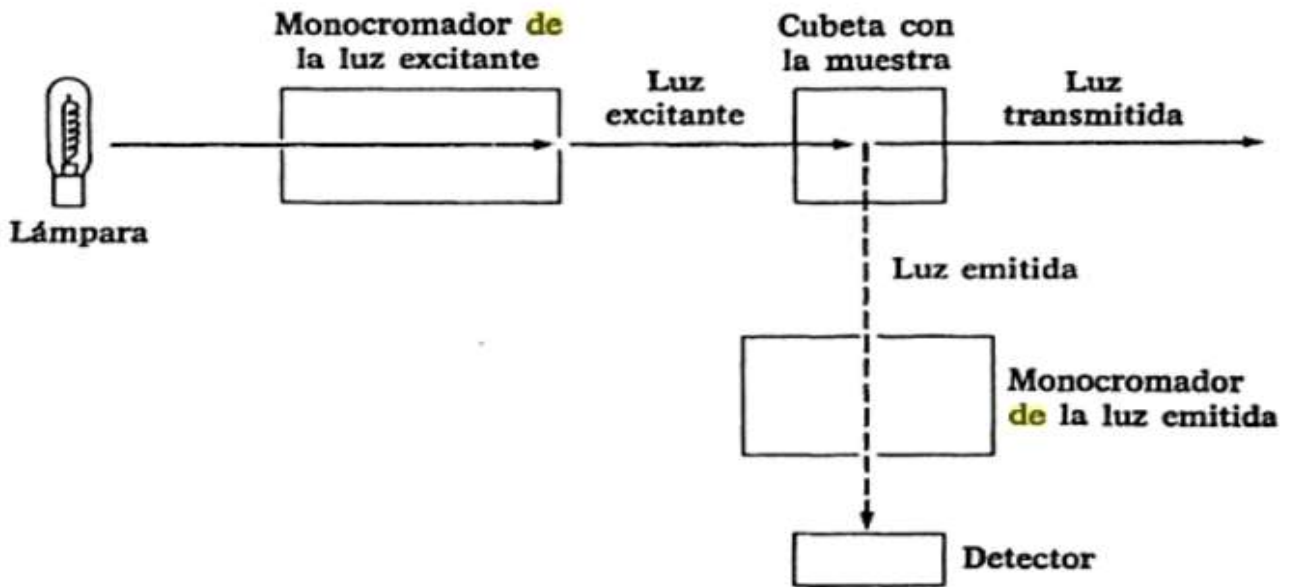 Monocromador de
la luz excitante
Cubeta con
la muestra
Luz
excitante
Luz
transmitida
Lámpara
Luz emitida
Monocromador
de la luz emitida
Detector